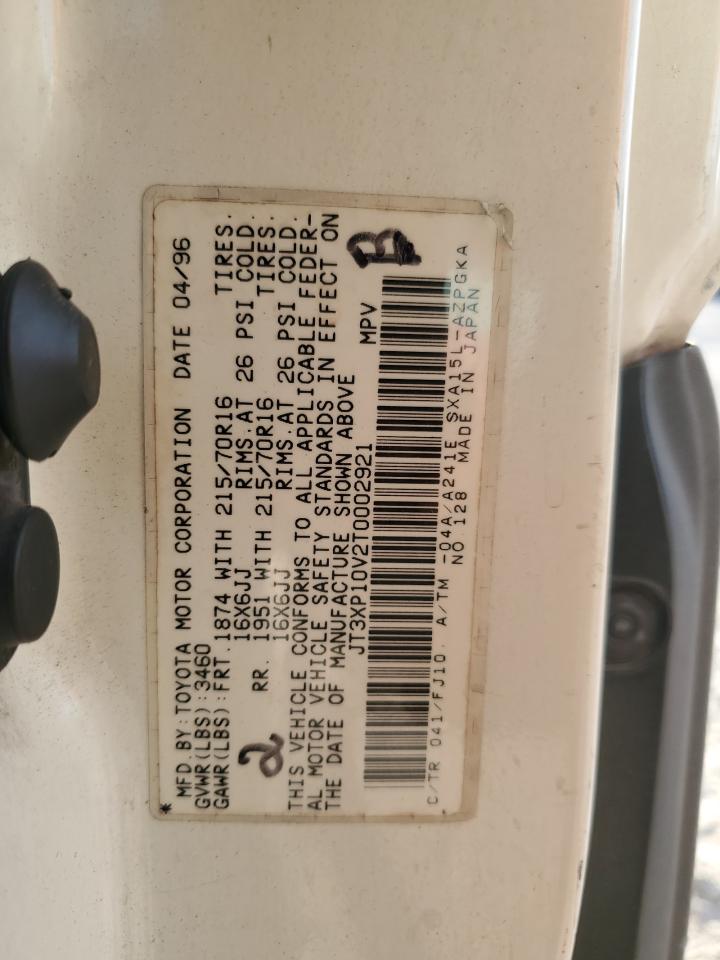 * MFD.BY:TOYOTA MOTOR CORPORATION DATE 04/96
GVWR(LBS):3460
GAWR(LBS):FRT.1874 WITH 215/70R16 TIRES.
16X6JJ RIMS.AT 26 PSI COLD.
RR. 1951 WITH 215/70R16 TIRES.
16X6JJ RIMS.AT 26 PSI COLD.
2
THIS VEHICLE CONFORMS TO ALL APPLICABLE FEDER-
AL MOTOR VEHICLE SAFETY STANDARDS IN EFFECT ON
THE DATE OF MANUFACTURE SHOWN ABOVE
JT3XP10V2T0002921 MPV
B
C/TR 041/FJ10. A/TM -04A/A241E SXA15L-AZPGKA
NO 128 MADE IN JAPAN